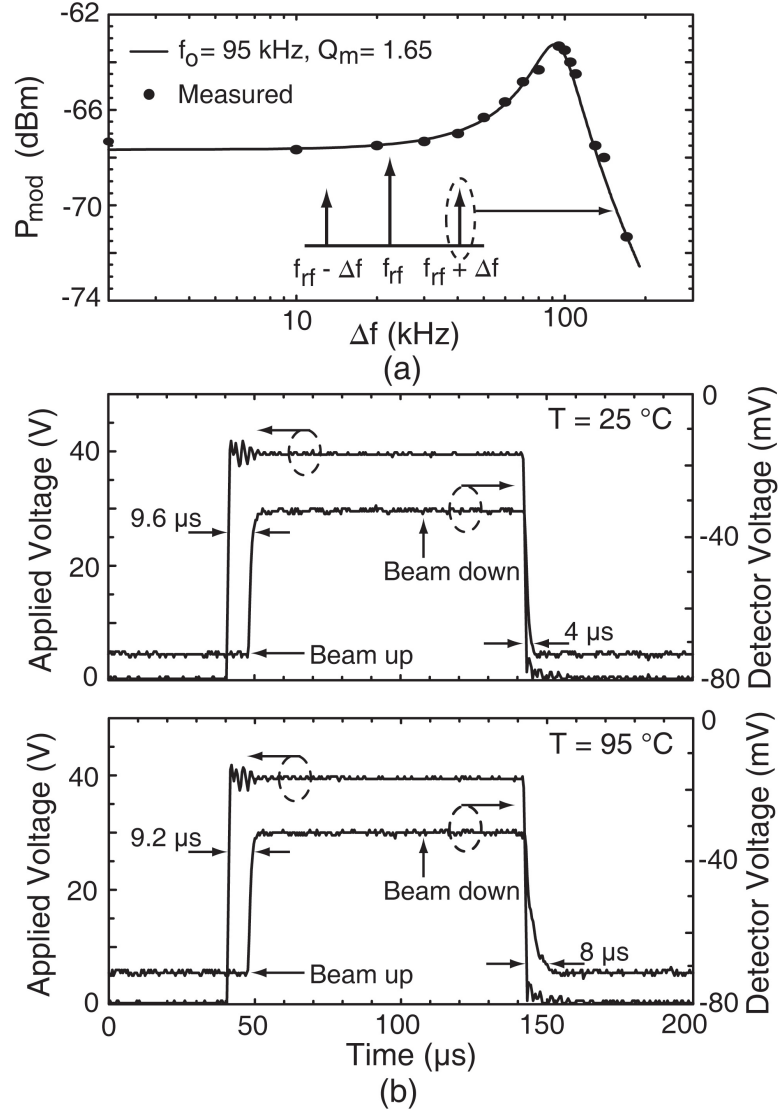 -62
-66
-70
-74
P_mod (dBm)
f_o = 95 kHz, Q_m = 1.65
Measured
f_rf - Δf f_rf f_rf + Δf
10 100
Δf (kHz)
(a)
Applied Voltage (V)
40
20
0
T = 25 °C
9.6 µs
Beam down
Beam up
4 µs
0
-40
-80
Detector Voltage (mV)
Applied Voltage (V)
40
20
0
T = 95 °C
9.2 µs
Beam down
Beam up
8 µs
0
-40
-80
Detector Voltage (mV)
0 50 100 150 200
Time (µs)
(b)